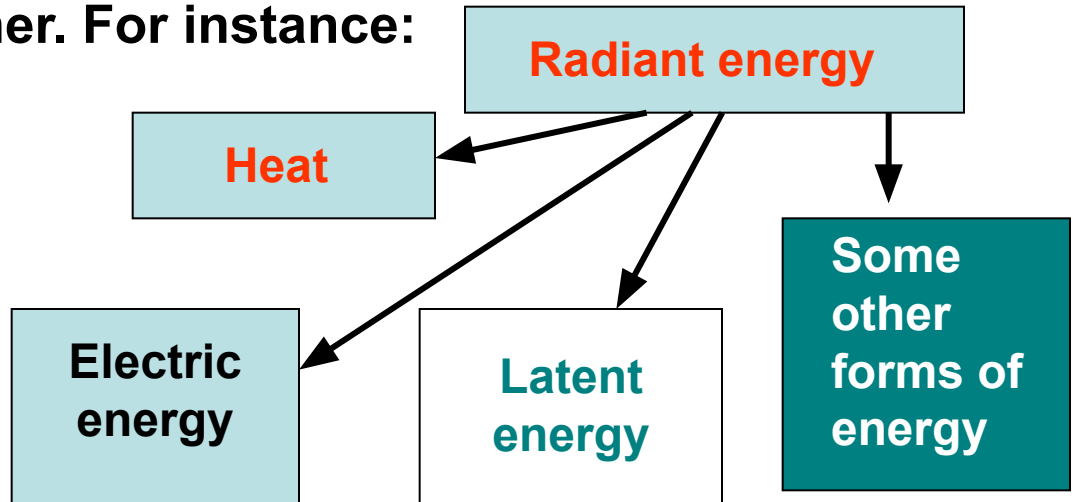 her. For instance:
Radiant energy
Heat
Electric
energy
Latent
energy
Some
other
forms of
energy